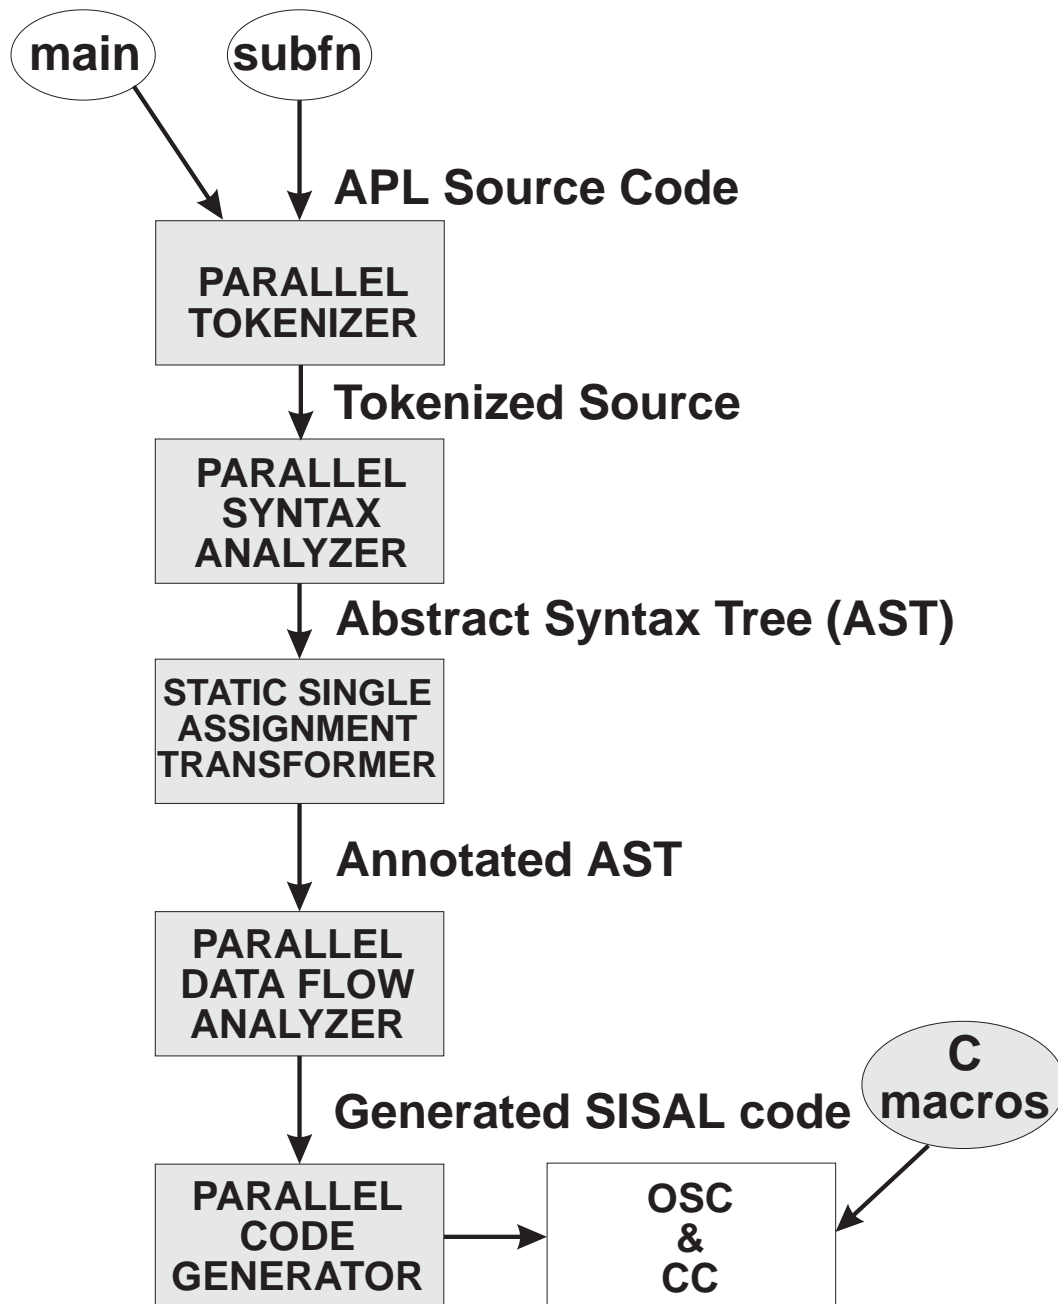 main
subfn
APL Source Code
PARALLEL
TOKENIZER
Tokenized Source
PARALLEL
SYNTAX
ANALYZER
Abstract Syntax Tree (AST)
STATIC SINGLE
ASSIGNMENT
TRANSFORMER
Annotated AST
PARALLEL
DATA FLOW
ANALYZER
C
macros
Generated SISAL code
PARALLEL
CODE
GENERATOR
OSC
&
CC